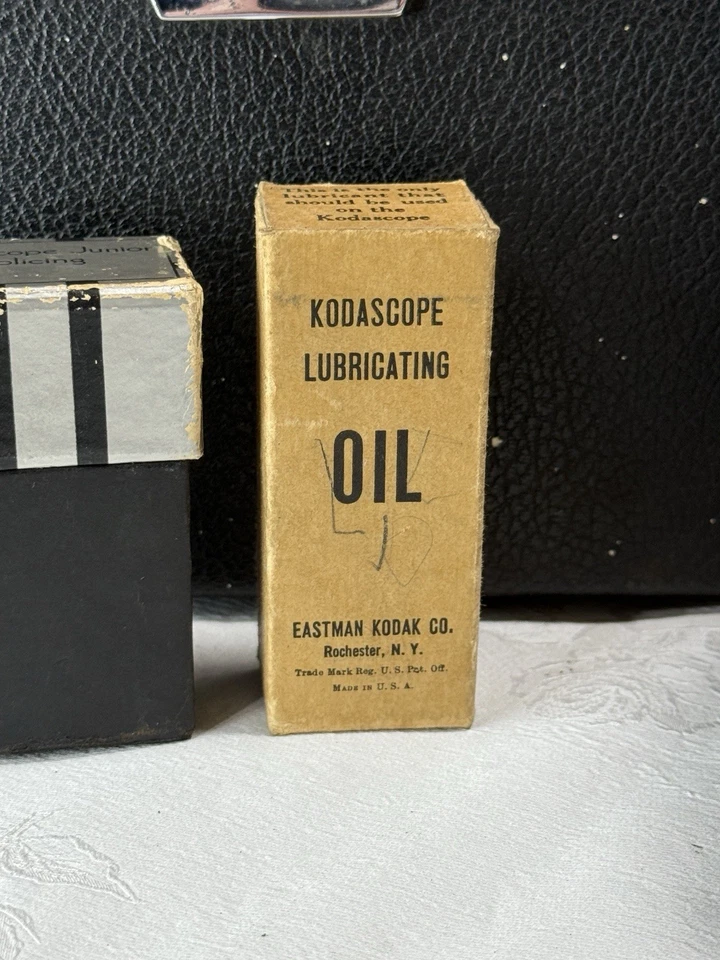 This is the only
lubricant that
should be used
on the
Kodascope
KODASCOPE
LUBRICATING
OIL
EASTMAN KODAK CO.
Rochester, N. Y.
Trade Mark Reg. U. S. Pat. Off.
MADE IN U. S. A.
cope Junior
plicing